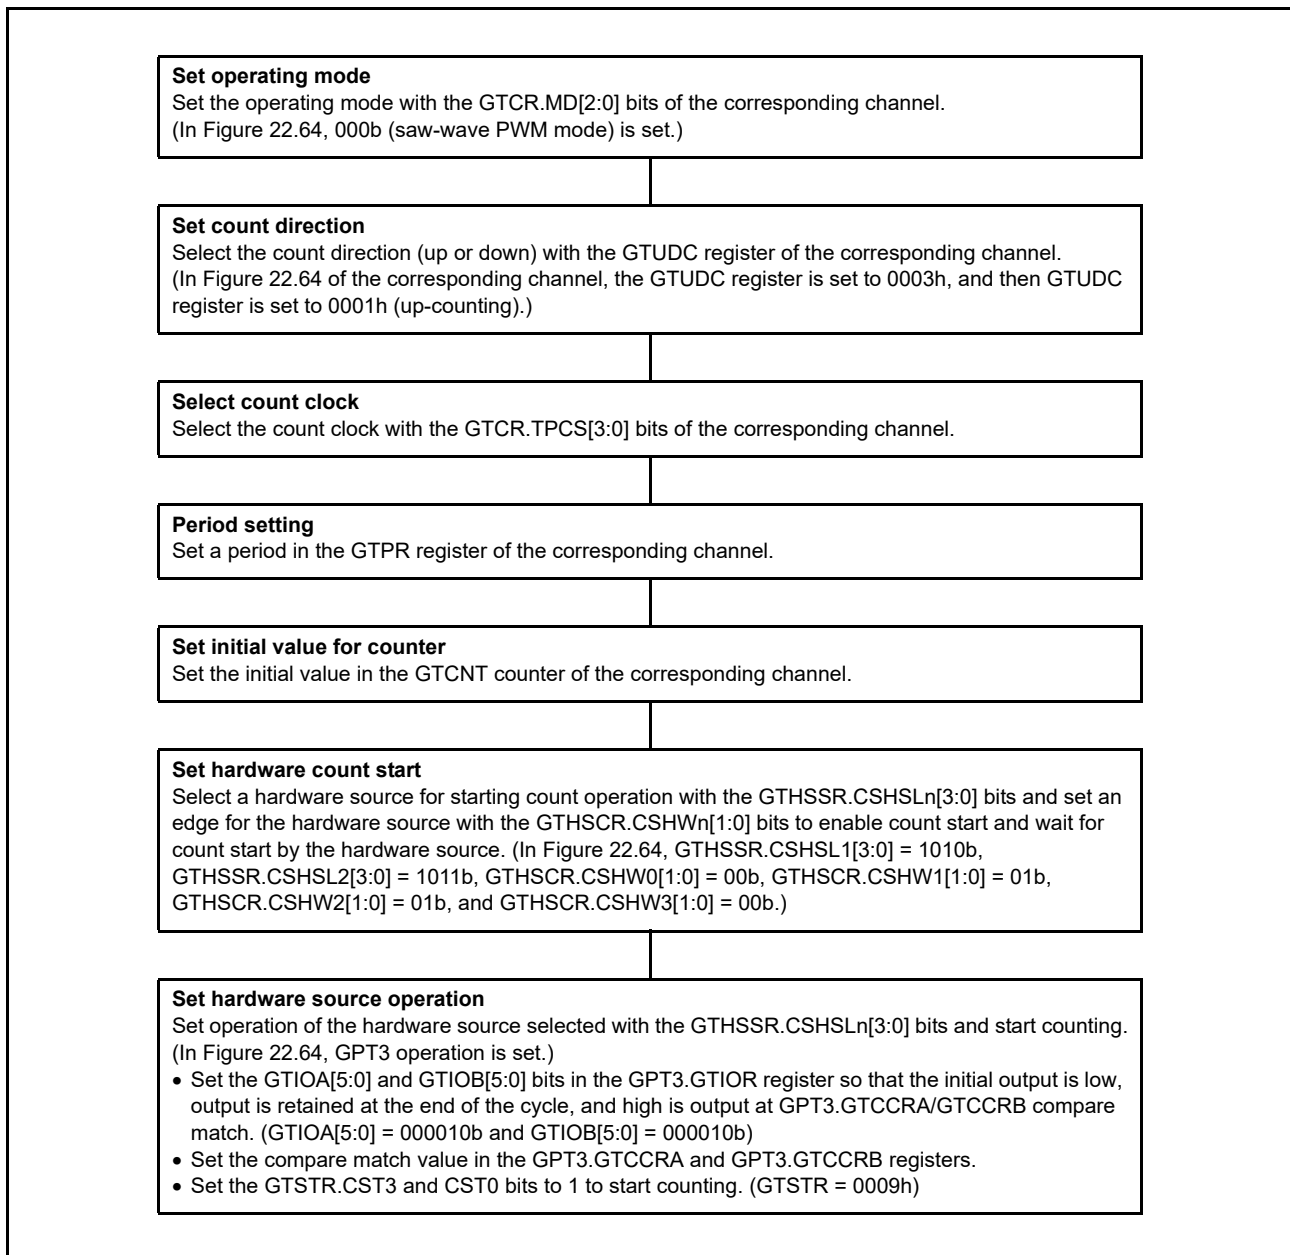 Set operating mode
Set the operating mode with the GTCR.MD[2:0] bits of the corresponding channel.
(In Figure 22.64, 000b (saw-wave PWM mode) is set.)
Set count direction
Select the count direction (up or down) with the GTUDC register of the corresponding channel.
(In Figure 22.64 of the corresponding channel, the GTUDC register is set to 0003h, and then GTUDC
register is set to 0001h (up-counting).)
Select count clock
Select the count clock with the GTCR.TPCS[3:0] bits of the corresponding channel.
Period setting
Set a period in the GTPR register of the corresponding channel.
Set initial value for counter
Set the initial value in the GTCNT counter of the corresponding channel.
Set hardware count start
Select a hardware source for starting count operation with the GTHSSR.CSHSLn[3:0] bits and set an
edge for the hardware source with the GTHSCR.CSHWn[1:0] bits to enable count start and wait for
count start by the hardware source. (In Figure 22.64, GTHSSR.CSHSL1[3:0] = 1010b,
GTHSSR.CSHSL2[3:0] = 1011b, GTHSCR.CSHW0[1:0] = 00b, GTHSCR.CSHW1[1:0] = 01b,
GTHSCR.CSHW2[1:0] = 01b, and GTHSCR.CSHW3[1:0] = 00b.)
Set hardware source operation
Set operation of the hardware source selected with the GTHSSR.CSHSLn[3:0] bits and start counting.
(In Figure 22.64, GPT3 operation is set.)
• Set the GTIOA[5:0] and GTIOB[5:0] bits in the GPT3.GTIOR register so that the initial output is low,
output is retained at the end of the cycle, and high is output at GPT3.GTCCRA/GTCCRB compare
match. (GTIOA[5:0] = 000010b and GTIOB[5:0] = 000010b)
• Set the compare match value in the GPT3.GTCCRA and GPT3.GTCCRB registers.
• Set the GTSTR.CST3 and CST0 bits to 1 to start counting. (GTSTR = 0009h)